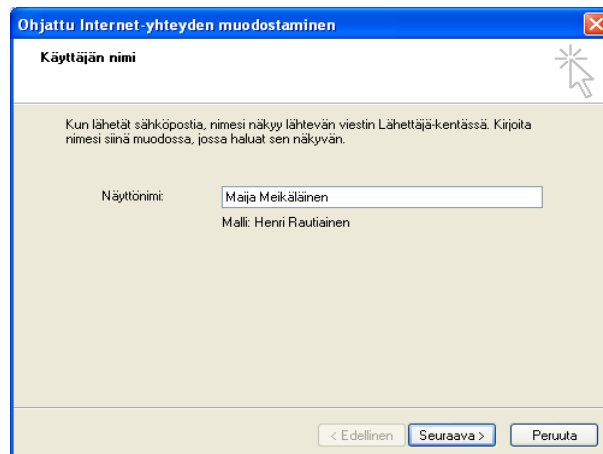 Ohjattu Internet-yhteyden muodostaminen
Käyttäjän nimi
Kun lähetät sähköpostia, nimesi näkyy lähtevän viestin Lähettäjä-kentässä. Kirjoita
nimesi siinä muodossa, jossa haluat sen näkyvän.
Näyttönimi: Maija Meikäläinen
Malli: Henri Rautiainen
< Edellinen Seuraava > Peruuta